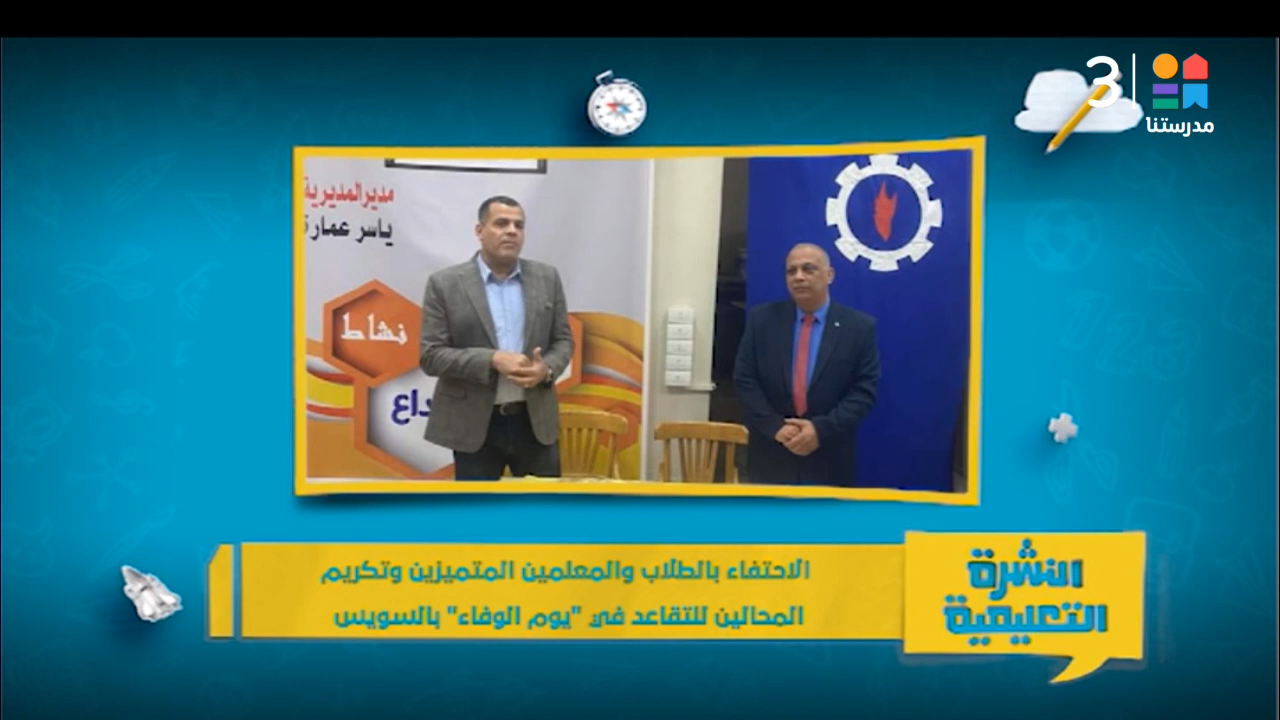 3
مدرستنا
مدير المديرية
ياسر عمارة
نشاط
النشرة
التعليمية
الاحتفاء بالطلاب والمعلمين المتميزين وتكريم
المحالين للتقاعد في "يوم الوفاء" بالسويس